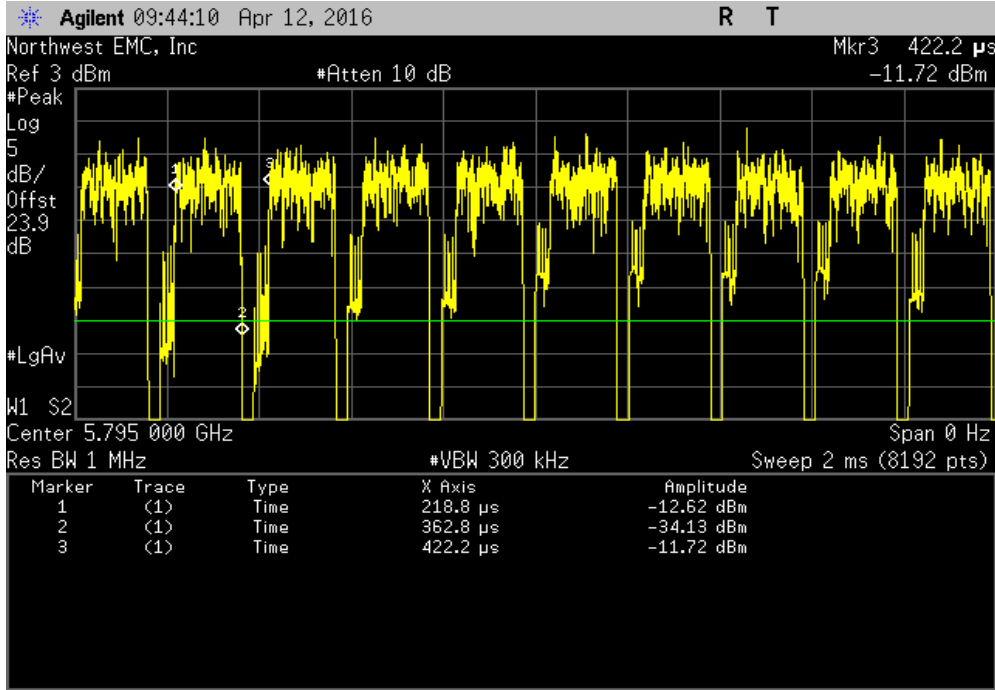 Agilent 09:44:10 Apr 12, 2016 R T
Northwest EMC, Inc Mkr3 422.2 µs
Ref 3 dBm #Atten 10 dB -11.72 dBm
#Peak
Log
5
dB/
Offst
23.9
dB
1
3
2
#LgAv
W1 S2
Center 5.795 000 GHz Span 0 Hz
Res BW 1 MHz #VBW 300 kHz Sweep 2 ms (8192 pts)
Marker Trace Type X Axis Amplitude
1 (1) Time 218.8 µs -12.62 dBm
2 (1) Time 362.8 µs -34.13 dBm
3 (1) Time 422.2 µs -11.72 dBm